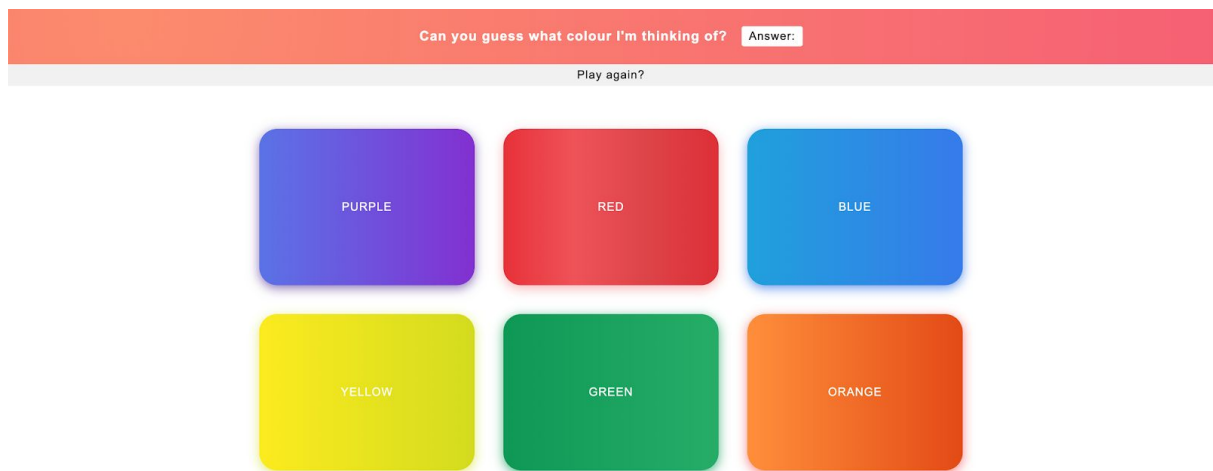 Can you guess what colour I'm thinking of? Answer:
Play again?
PURPLE RED BLUE
YELLOW GREEN ORANGE